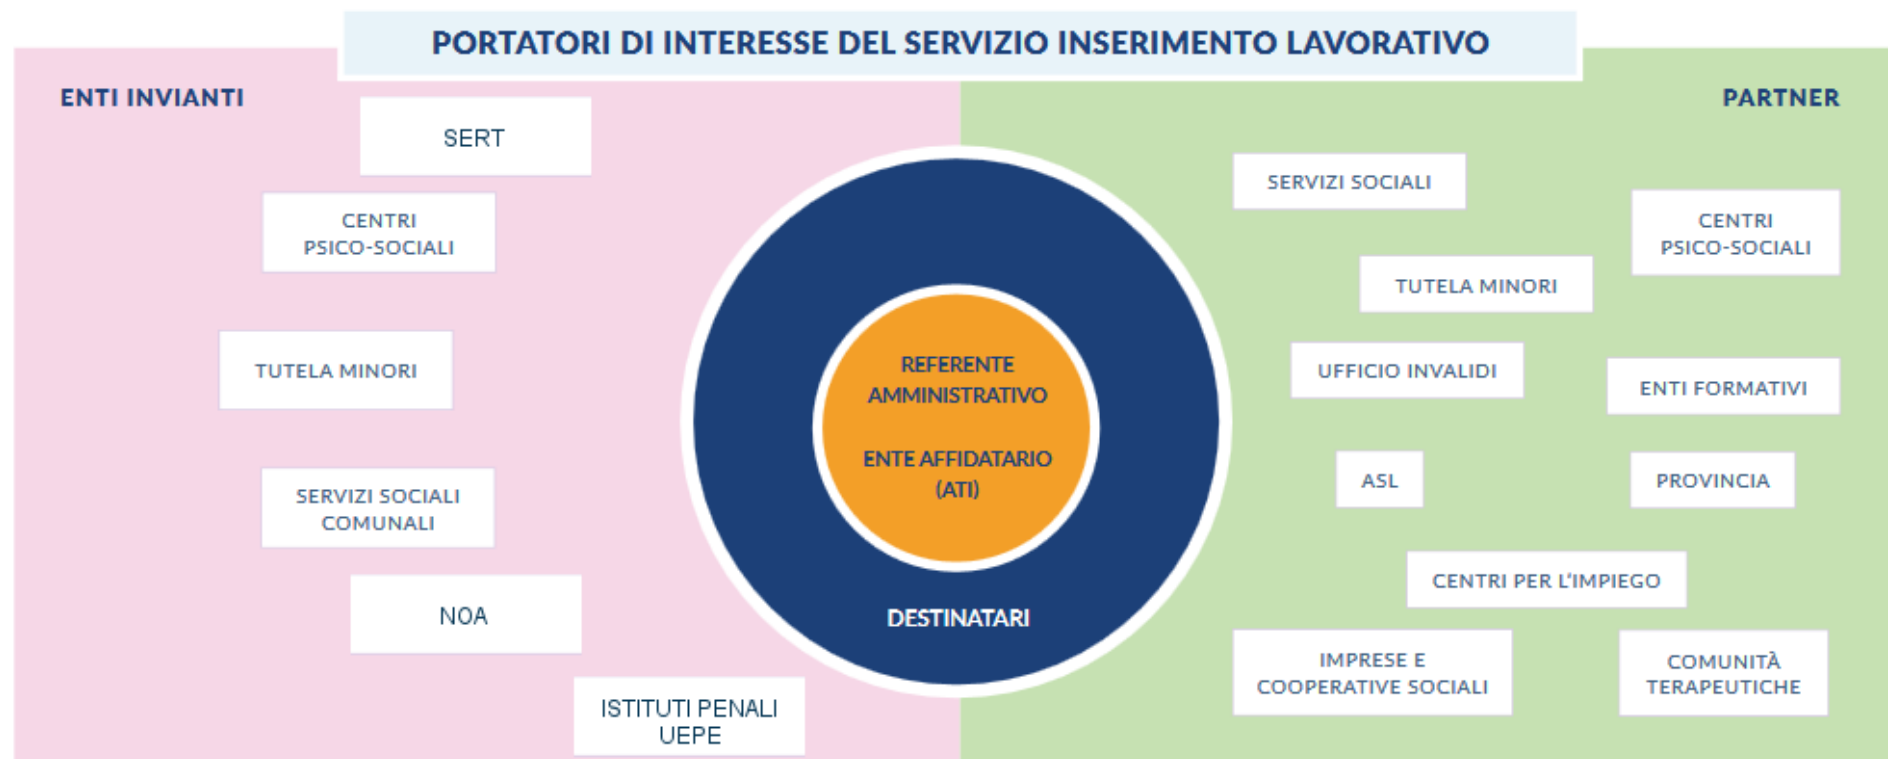 PORTATORI DI INTERESSE DEL SERVIZIO INSERIMENTO LAVORATIVO
ENTI INVIANTI
SERT
CENTRI
PSICO-SOCIALI
TUTELA MINORI
SERVIZI SOCIALI
COMUNALI
NOA
ISTITUTI PENALI
UEPE
REFERENTE
AMMINISTRATIVO
ENTE AFFIDATARIO
(ATI)
DESTINATARI
PARTNER
SERVIZI SOCIALI
CENTRI
PSICO-SOCIALI
TUTELA MINORI
UFFICIO INVALIDI
ENTI FORMATIVI
ASL
PROVINCIA
CENTRI PER L'IMPIEGO
IMPRESE E
COOPERATIVE SOCIALI
COMUNITÀ
TERAPEUTICHE